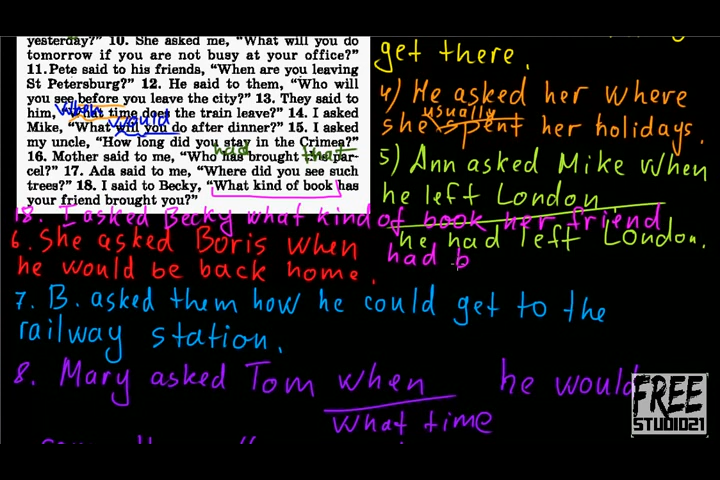 yesterday?” 10. She asked me, “What will you do
tomorrow if you are not busy at your office?”
11. Pete said to his friends, “When are you leaving
St Petersburg?” 12. He said to them, “Who will
you see before you leave the city?” 13. They said to
when
him, “What time does the train leave?” 14. I asked
would
Mike, “What will you do after dinner?” 15. I asked
my uncle, “How long did you stay in the Crimea?”
had that
16. Mother said to me, “Who has brought this par-
cel?” 17. Ada said to me, “Where did you see such
trees?” 18. I said to Becky, “What kind of book has
your friend brought you?”
get there.
4) He asked her where
usually
she spent her holidays.
5) Ann asked Mike when
he left London
he had left London.
18. I asked Becky what kind of book her friend
had b
6. She asked Boris when
he would be back home.
7. B. asked them how he could get to the
railway station.
8. Mary asked Tom when he would
what time
FREE
STUDIO21